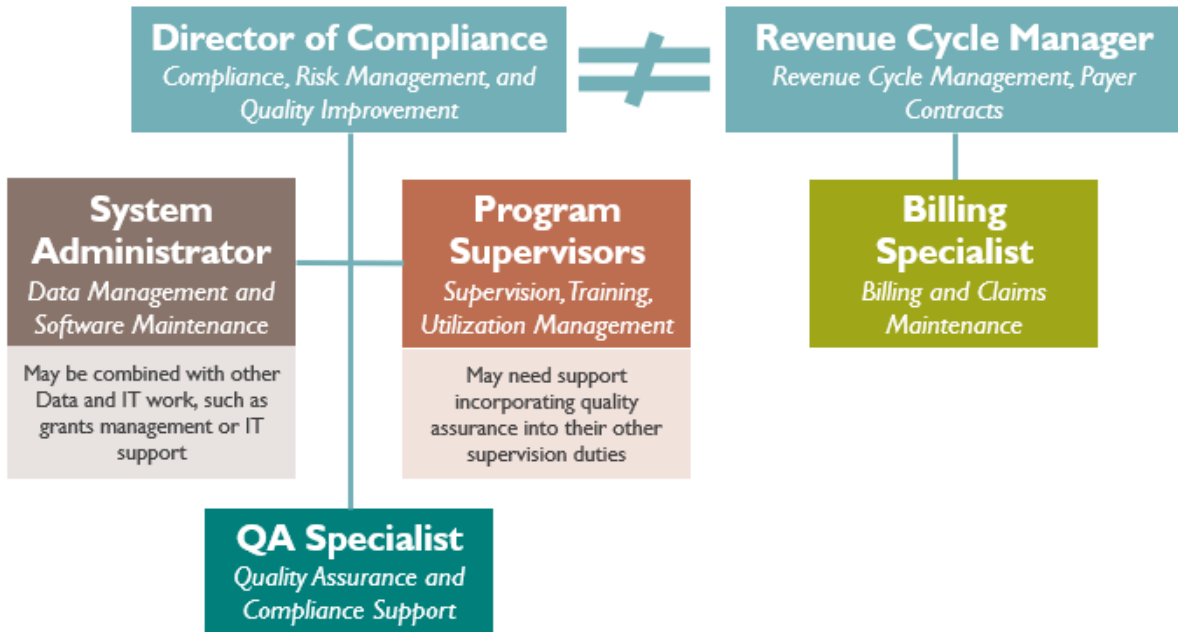 Director of Compliance
Compliance, Risk Management, and
Quality Improvement
≠
Revenue Cycle Manager
Revenue Cycle Management, Payer
Contracts
System
Administrator
Data Management and
Software Maintenance
May be combined with other
Data and IT work, such as
grants management or IT
support
Program
Supervisors
Supervision, Training,
Utilization Management
May need support
incorporating quality
assurance into their other
supervision duties
Billing
Specialist
Billing and Claims
Maintenance
QA Specialist
Quality Assurance and
Compliance Support